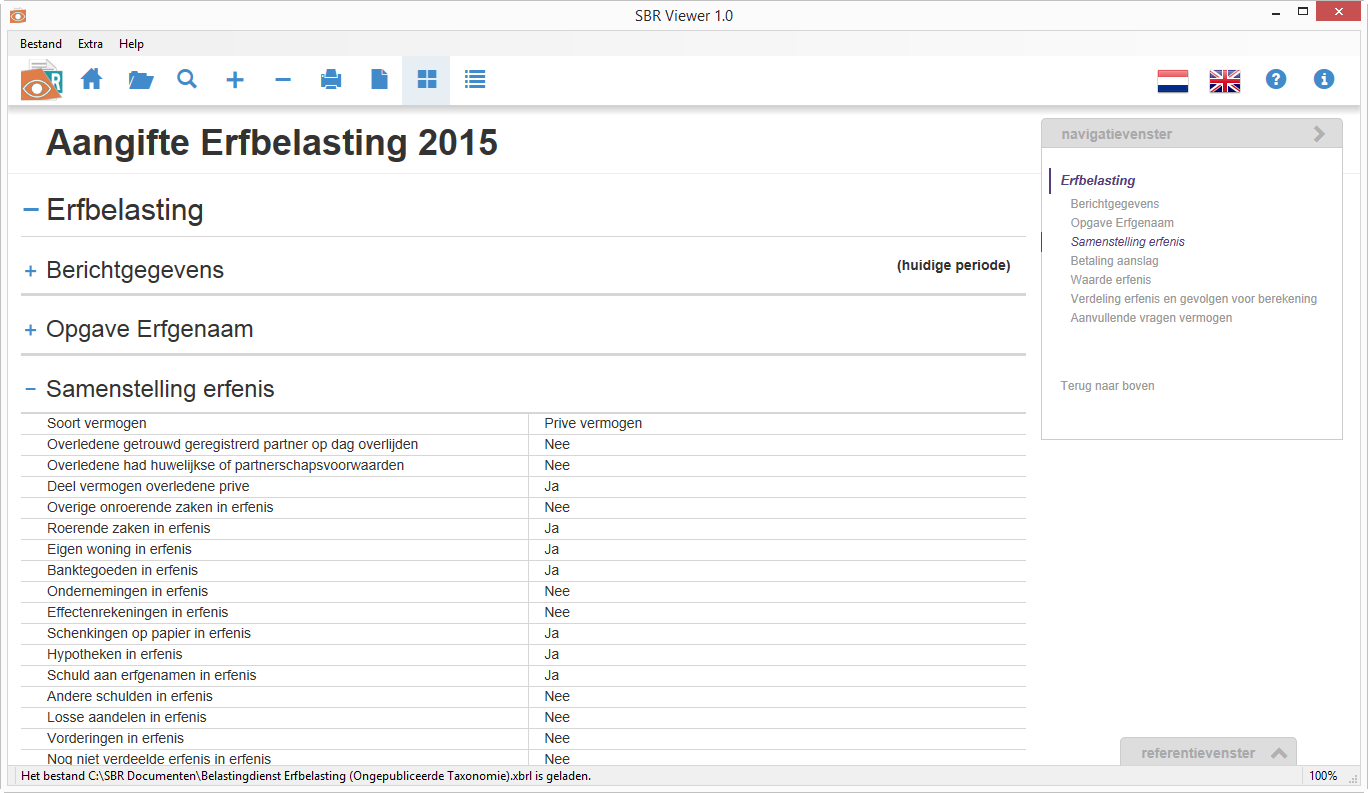 SBR Viewer 1.0
Bestand Extra Help
R
Aangifte Erfbelasting 2015
Erfbelasting
Berichtgegevens (huidige periode)
Opgave Erfgenaam
Samenstelling erfenis
Soort vermogen Prive vermogen
Overledene getrouwd geregistrerd partner op dag overlijden Nee
Overledene had huwelijkse of partnerschapsvoorwaarden Nee
Deel vermogen overledene prive Ja
Overige onroerende zaken in erfenis Nee
Roerende zaken in erfenis Ja
Eigen woning in erfenis Ja
Banktegoeden in erfenis Ja
Ondernemingen in erfenis Nee
Effectenrekeningen in erfenis Nee
Schenkingen op papier in erfenis Ja
Hypotheken in erfenis Ja
Schuld aan erfgenamen in erfenis Ja
Andere schulden in erfenis Nee
Losse aandelen in erfenis Nee
Vorderingen in erfenis Nee
Nog niet verdeelde erfenis in erfenis Nee
navigatievenster
Erfbelasting
Berichtgegevens
Opgave Erfgenaam
Samenstelling erfenis
Betaling aanslag
Waarde erfenis
Verdeling erfenis en gevolgen voor berekening
Aanvullende vragen vermogen
Terug naar boven
referentievenster
Het bestand C:\SBR Documenten\Belastingdienst Erfbelasting (Ongepubliceerde Taxonomie).xbrl is geladen.
100%